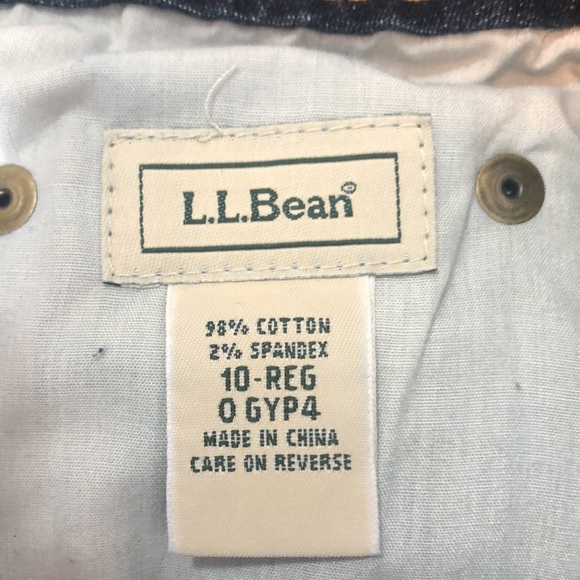 L.L.Bean®
98% COTTON
2% SPANDEX
10-REG
0 GYP4
MADE IN CHINA
CARE ON REVERSE